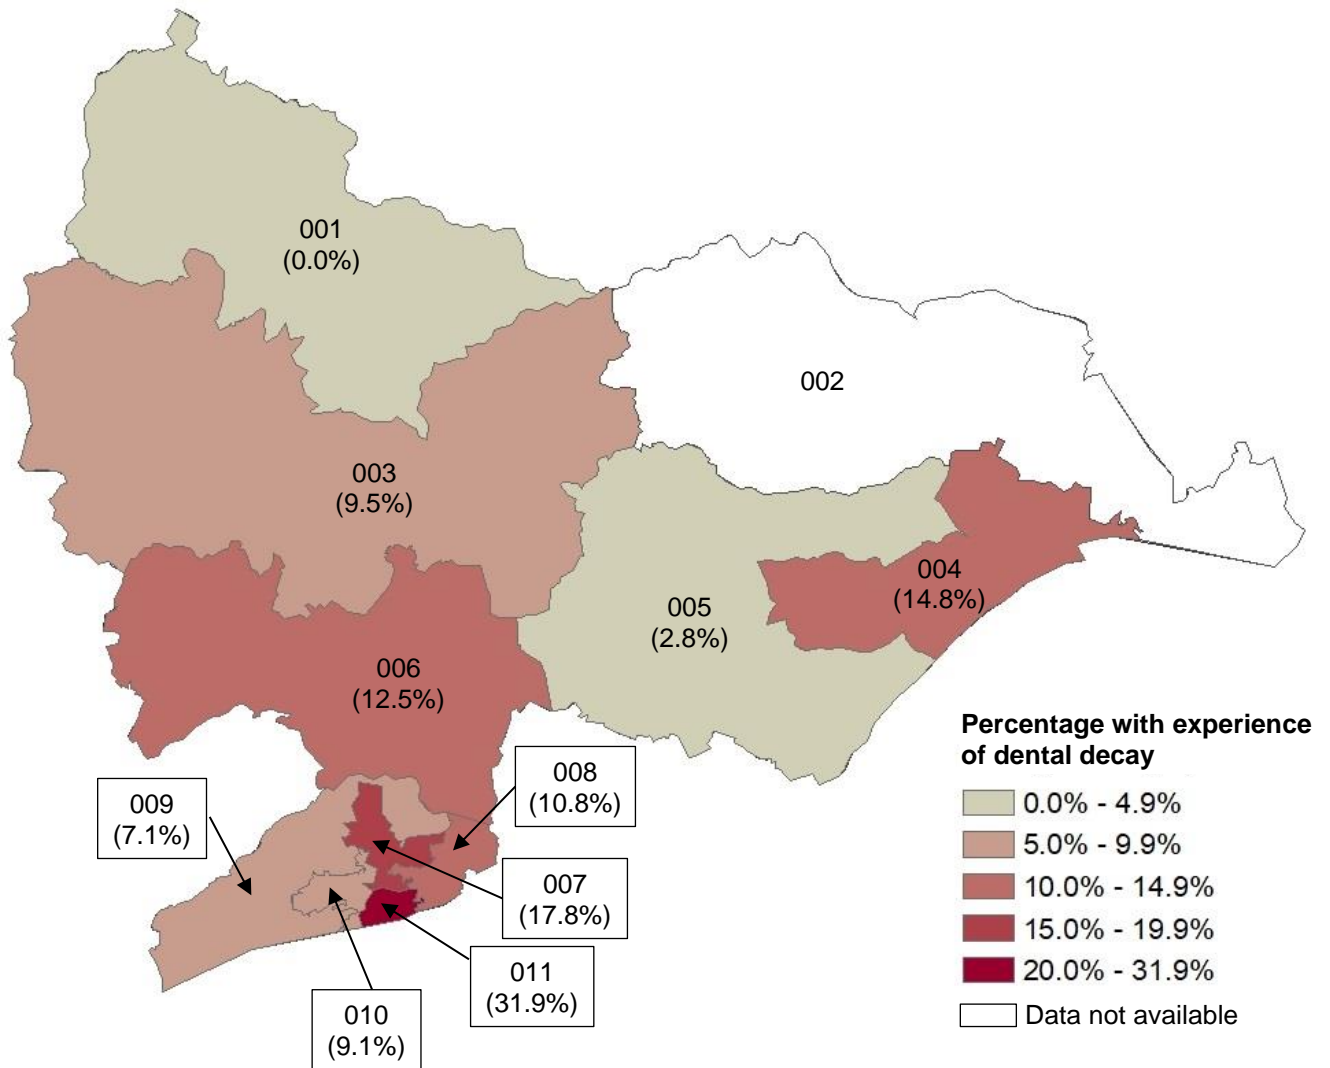 001
(0.0%)
002
003
(9.5%)
004
(14.8%)
005
(2.8%)
006
(12.5%)
008
(10.8%)
009
(7.1%)
007
(17.8%)
011
(31.9%)
010
(9.1%)
Percentage with experience
of dental decay
0.0% - 4.9%
5.0% - 9.9%
10.0% - 14.9%
15.0% - 19.9%
20.0% - 31.9%
Data not available